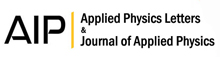 AIP
Applied Physics Letters
&
Journal of Applied Physics